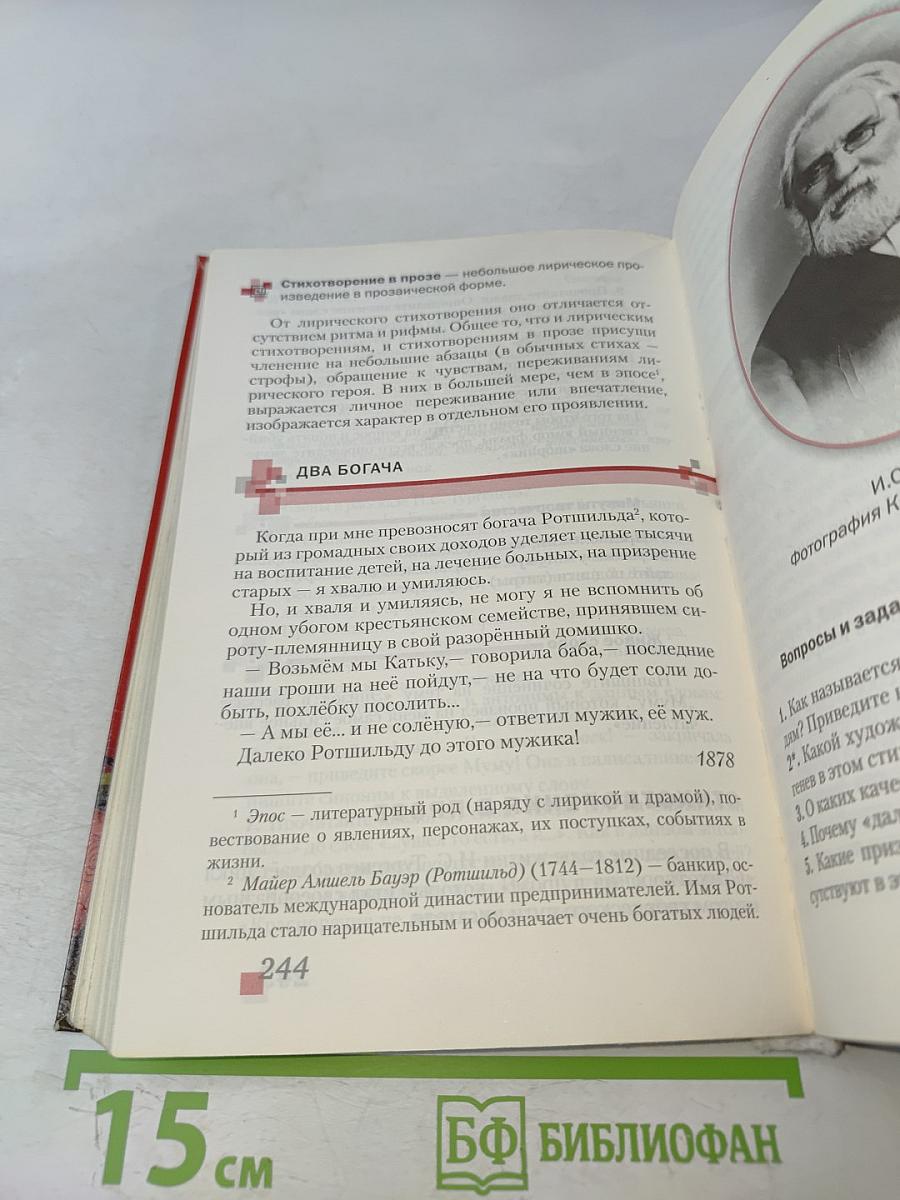 Стихотворение в прозе — небольшое лирическое про-
изведение в прозаической форме.
От лирического стихотворения оно отличается от-
сутствием ритма и рифмы. Общее то, что и лирическим
стихотворениям, и стихотворениям в прозе присущи
членение на небольшие абзацы (в обычных стихах —
строфы), обращение к чувствам, переживаниям ли-
рического героя. В них в большей мере, чем в эпосе¹,
выражается личное переживание или впечатление,
изображается характер в отдельном его проявлении.
ДВА БОГАЧА
Когда при мне превозносят богача Ротшильда², кото-
рый из громадных своих доходов уделяет целые тысячи
на воспитание детей, на лечение больных, на призрение
старых — я хвалю и умиляюсь.
Но, и хваля и умиляясь, не могу я не вспомнить об
одном убогом крестьянском семействе, принявшем си-
роту-племянницу в свой разорённый домишко.
— Возьмём мы Катьку,— говорила баба,— последние
наши гроши на неё пойдут,— не на что будет соли до-
быть, похлёбку посолить...
— А мы её... и не солёную,— ответил мужик, её муж.
Далеко Ротшильду до этого мужика!
1878
¹ Эпос — литературный род (наряду с лирикой и драмой), по-
вествование о явлениях, персонажах, их поступках, событиях в
жизни.
² Майер Амшель Бауэр (Ротшильд) (1744—1812) — банкир, ос-
нователь международной династии предпринимателей. Имя Рот-
шильда стало нарицательным и обозначает очень богатых людей.
244
И.С
фотография К
Вопросы и зада
1. Как называется
дям? Приведите
2*. Какой худож
генев в этом сти
3. О каких каче
4. Почему «дал
5. Какие приз
сутствуют в э
15 см
БФ БИБЛИОФАН